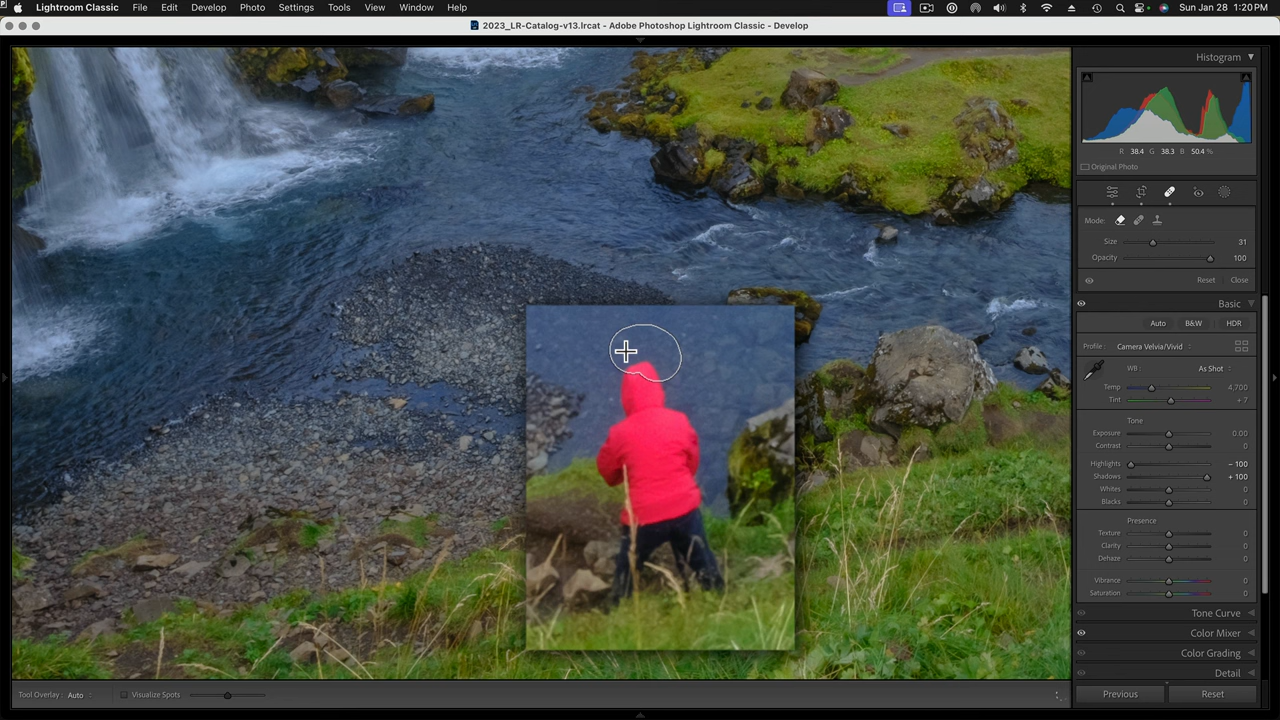 Lightroom Classic File Edit Develop Photo Settings Tools View Window Help Sun Jan 28 1:20 PM
2023_LR-Catalog-v13.lrcat - Adobe Photoshop Lightroom Classic - Develop
Histogram
R 38.4 G 38.3 B 50.4 %
Original Photo
Mode:
Size 31
Opacity 100
Reset Close
Basic
Auto B&W HDR
Profile: Camera Velvia/Vivid
WB: As Shot
Temp 4,700
Tint + 7
Tone
Exposure 0.00
Contrast 0
Highlights – 100
Shadows + 100
Whites 0
Blacks 0
Presence
Texture 0
Clarity 0
Dehaze 0
Vibrance 0
Saturation 0
Tone Curve
Color Mixer
Color Grading
Detail
Tool Overlay: Auto Visualize Spots
Previous Reset